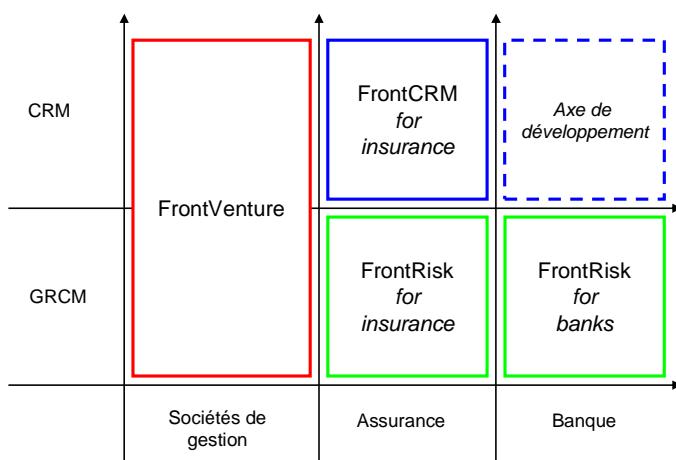 CRM
FrontVenture
FrontCRM
for
insurance
Axe de
développement
GRCM
FrontRisk
for
insurance
FrontRisk
for
banks
Sociétés de
gestion
Assurance
Banque